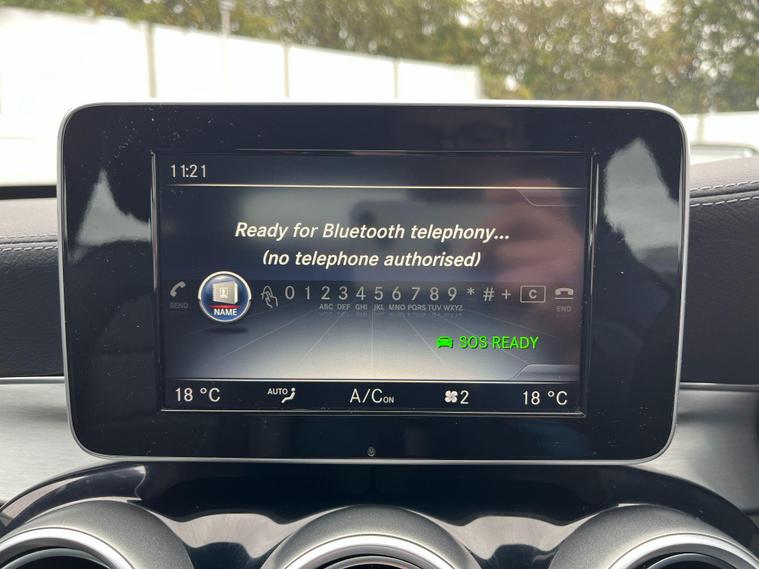 11:21
Ready for Bluetooth telephony...
(no telephone authorised)
SEND NAME 0 1 2 3 4 5 6 7 8 9 * # + C END
ABC DEF GHI JKL MNO PQRS TUV WXYZ
SOS READY
18 °C AUTO A/C ON 2 18 °C